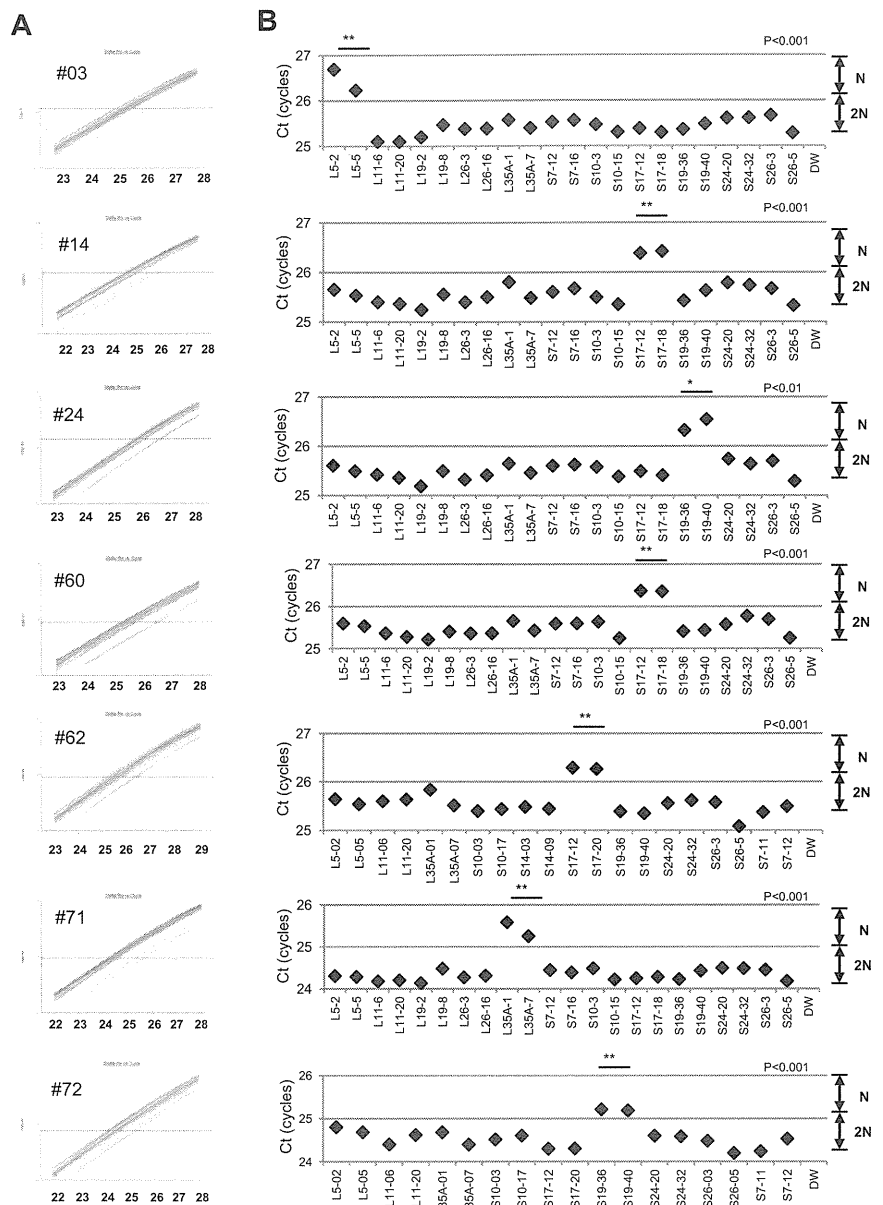 A
B
#03
23 24 25 26 27 28
**
P<0.001
27
26
25
Ct (cycles)
N
2N
L5-2 L5-5 L11-6 L11-20 L19-2 L19-8 L26-3 L26-16 L35A-1 L35A-7 S7-12 S7-16 S10-3 S10-15 S17-12 S17-18 S19-36 S19-40 S24-20 S24-32 S26-3 S26-5 DW
#14
22 23 24 25 26 27 28
**
P<0.001
27
26
25
Ct (cycles)
N
2N
L5-2 L5-5 L11-6 L11-20 L19-2 L19-8 L26-3 L26-16 L35A-1 L35A-7 S7-12 S7-16 S10-3 S10-15 S17-12 S17-18 S19-36 S19-40 S24-20 S24-32 S26-3 S26-5 DW
#24
23 24 25 26 27 28
*
P<0.01
27
26
25
Ct (cycles)
N
2N
L5-2 L5-5 L11-6 L11-20 L19-2 L19-8 L26-3 L26-16 L35A-1 L35A-7 S7-12 S7-16 S10-3 S10-15 S17-12 S17-18 S19-36 S19-40 S24-20 S24-32 S26-3 S26-5 DW
#60
23 24 25 26 27 28
**
P<0.001
27
26
25
Ct (cycles)
N
2N
L5-2 L5-5 L11-6 L11-20 L19-2 L19-8 L26-3 L26-16 L35A-1 L35A-7 S7-12 S7-16 S10-3 S10-15 S17-12 S17-18 S19-36 S19-40 S24-20 S24-32 S26-3 S26-5 DW
#62
23 24 25 26 27 28 29
**
P<0.001
27
26
25
Ct (cycles)
N
2N
L5-02 L5-05 L11-06 L11-20 L35A-01 L35A-07 S10-03 S10-17 S14-03 S14-09 S17-12 S17-20 S19-36 S19-40 S24-20 S24-32 S26-3 S26-5 S7-11 S7-12 DW
#71
22 23 24 25 26 27 28
**
P<0.001
26
25
24
Ct (cycles)
N
2N
L5-2 L5-5 L11-6 L11-20 L19-2 L19-8 L26-3 L26-16 L35A-1 L35A-7 S7-12 S7-16 S10-3 S10-15 S17-12 S17-18 S19-36 S19-40 S24-20 S24-32 S26-3 S26-5 DW
#72
22 23 24 25 26 27 28
**
P<0.001
26
25
24
Ct (cycles)
N
2N
L5-02 L5-05 L11-06 L11-20 35A-01 35A-07 S10-03 S10-17 S17-12 S17-20 S19-36 S19-40 S24-20 S24-32 S26-03 S26-05 S7-11 S7-12 DW